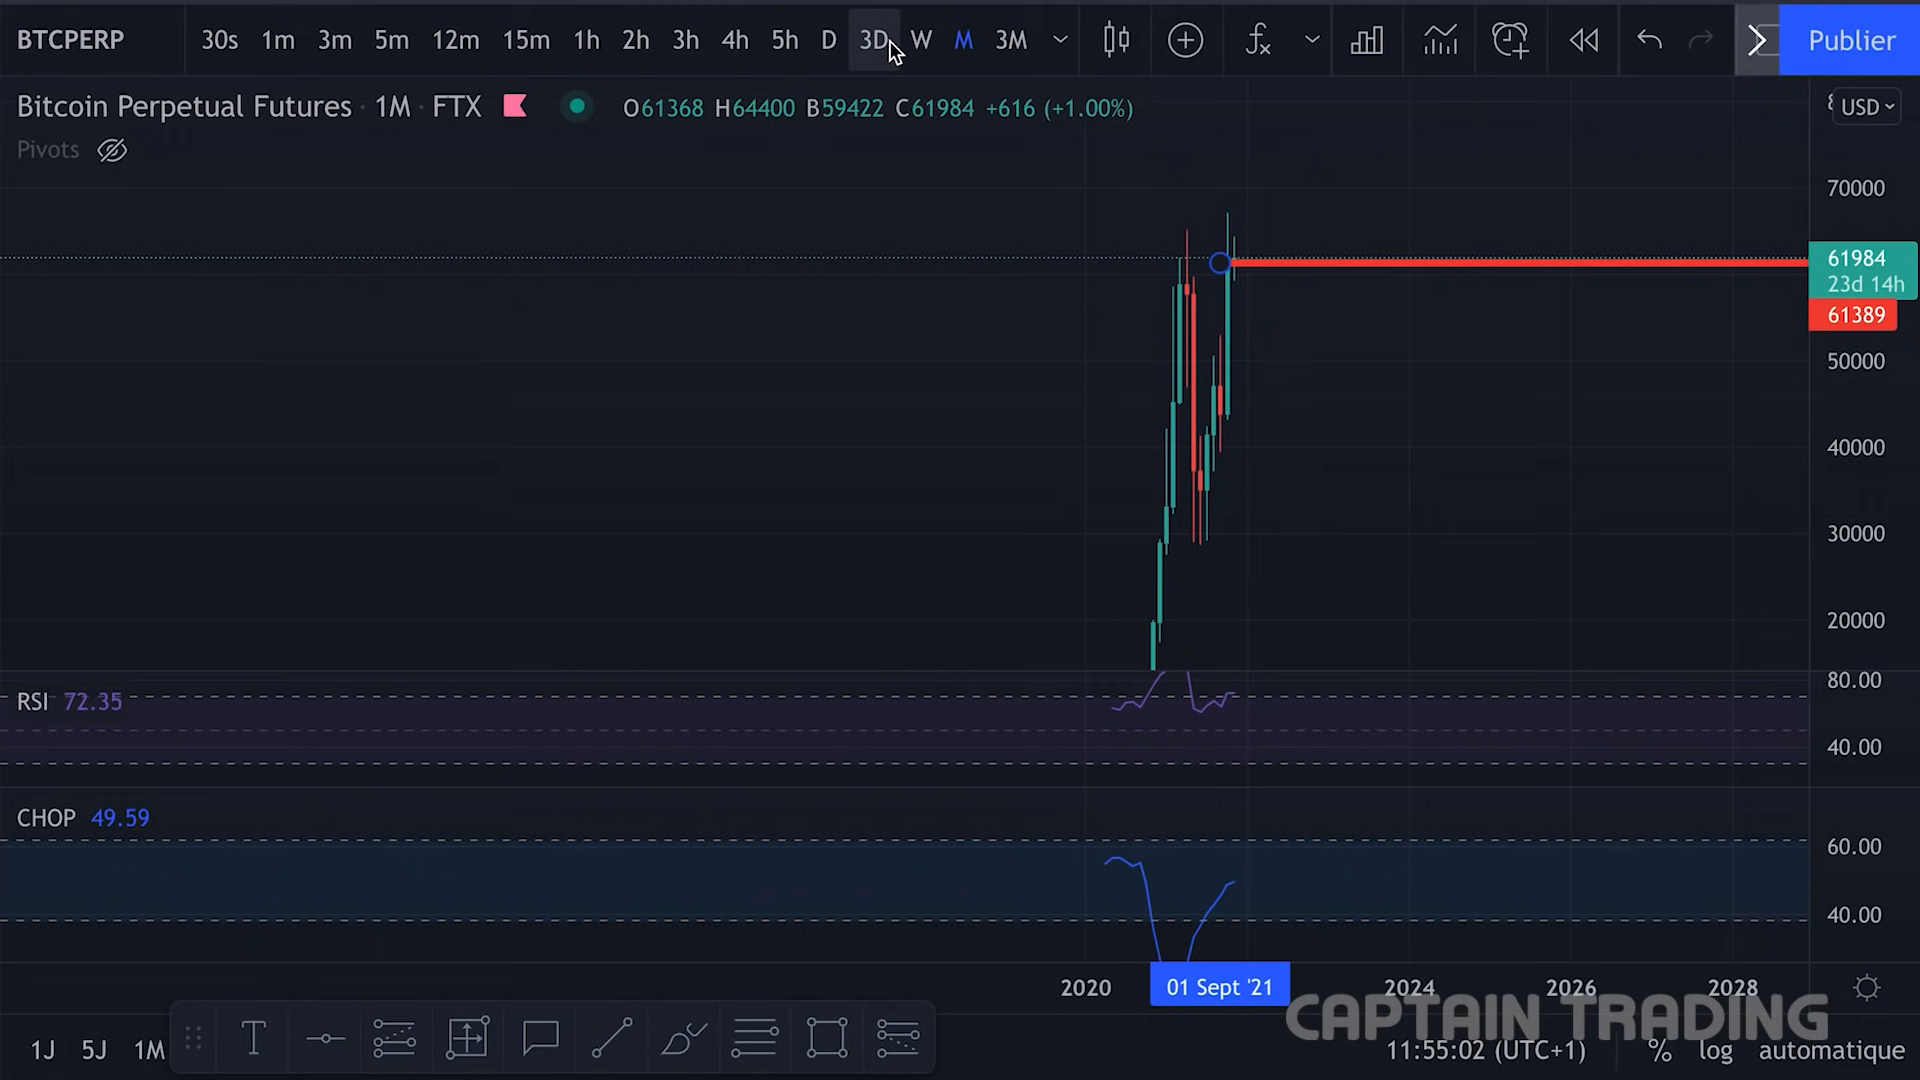 BTCPERP 30s 1m 3m 5m 12m 15m 1h 2h 3h 4h 5h D 3D W M 3M Publier
Bitcoin Perpetual Futures · 1M · FTX O61368 H64400 B59422 C61984 +616 (+1.00%) USD
Pivots
70000
61984
23d 14h
61389
50000
40000
30000
20000
RSI 72.35
80.00
40.00
CHOP 49.59
60.00
40.00
2020 01 Sept '21 2024 2026 2028
CAPTAIN TRADING
1J 5J 1M 11:55:02 (UTC+1) % log automatique